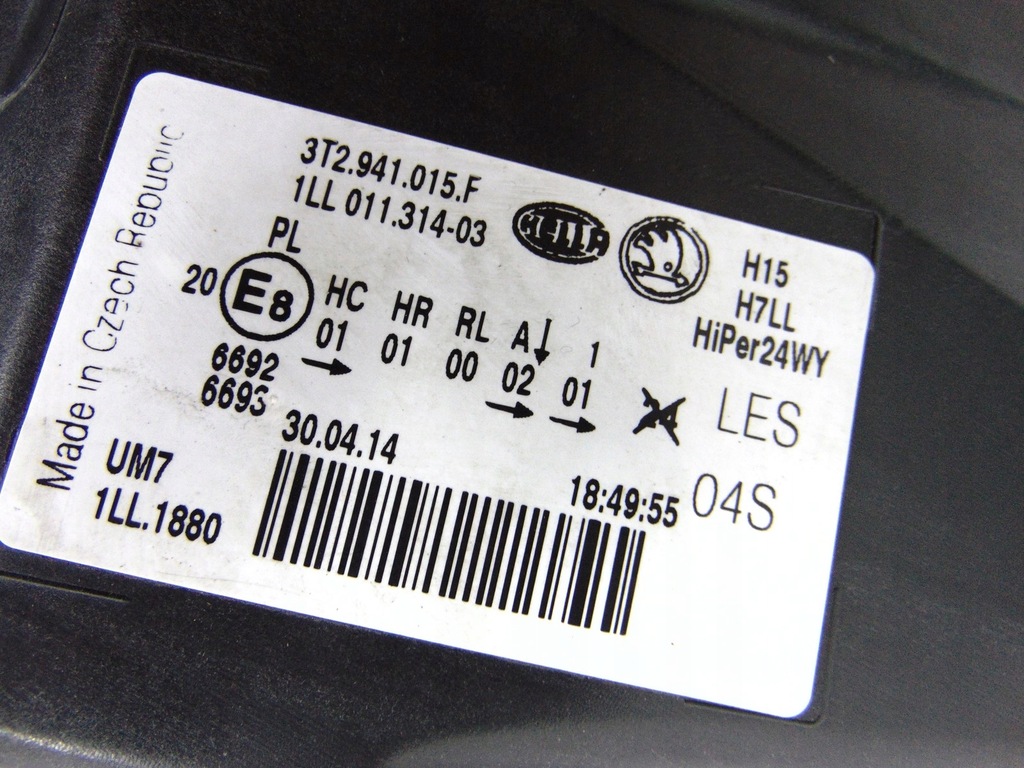 Made in Czech Republic
3T2.941.015.F
1LL 011.314-03
HELLA
H15
H7LL
HiPer24WY
PL
20 E8 HC HR RL A↓ 1
01 01 00 02 01
→ → →
6692
6693
24 LES
30.04.14
18:49:55 04S
UM7
1LL.1880